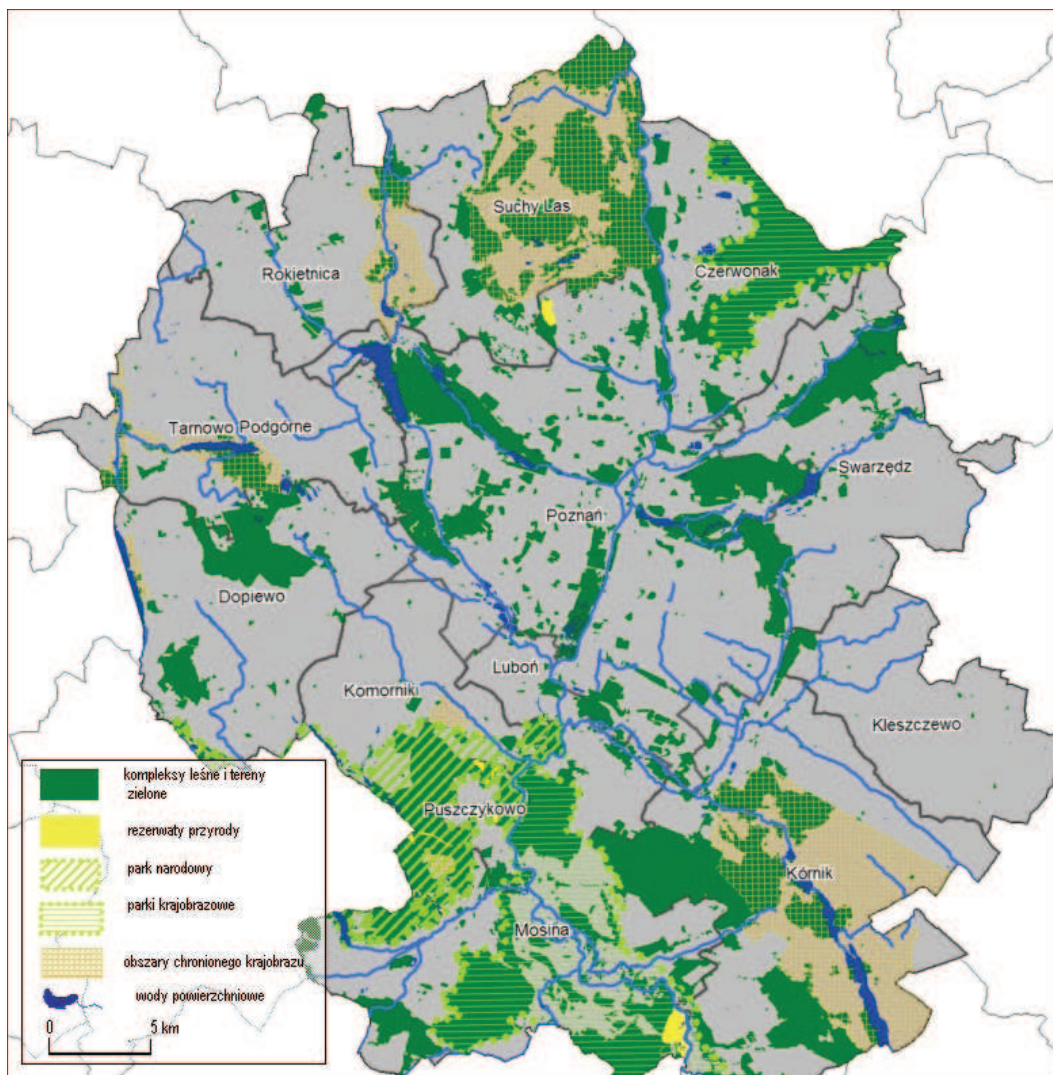 Suchy Las
Rokietnica
Czerwonak
Tarnowo Podgórne
Swarzędz
Poznań
Dopiewo
Luboń
Komorniki
Kleszczewo
Puszczykowo
Kórnik
Mosina
kompleksy leśne i tereny
zielone
rezerwaty przyrody
park narodowy
parki krajobrazowe
obszary chronionego krajobrazu
wody powierzchniowe
0 5 km